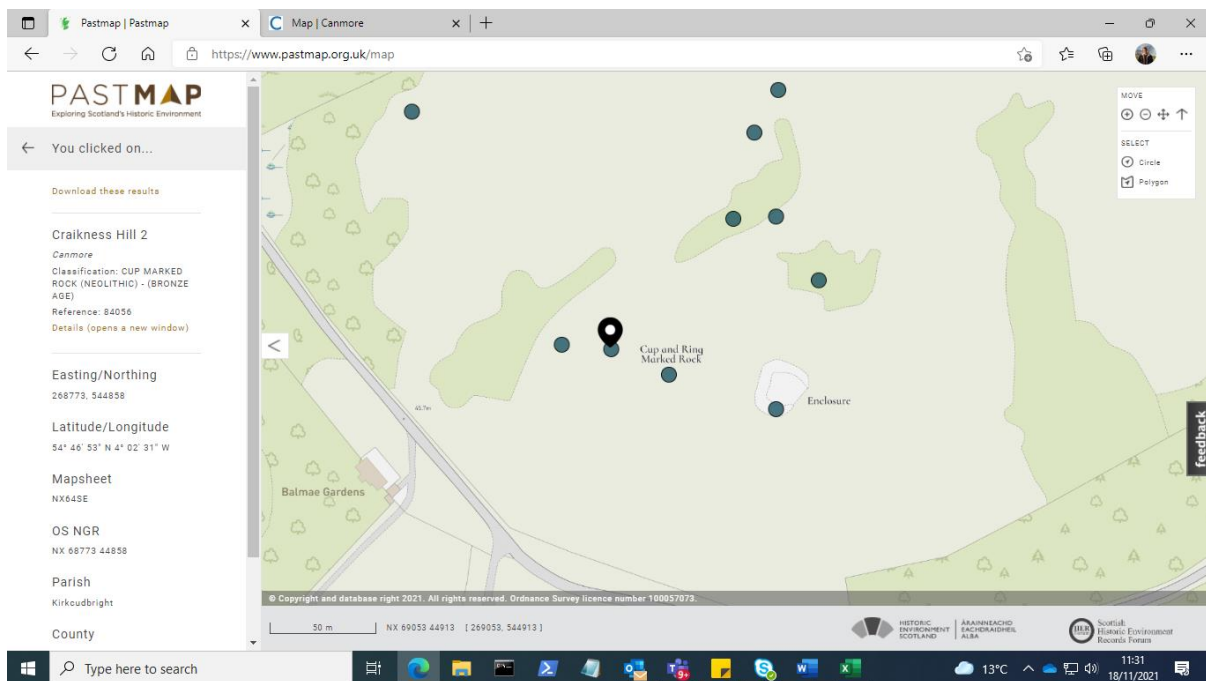 Pastmap | Pastmap
Map | Canmore
https://www.pastmap.org.uk/map
PASTMAP
Exploring Scotland's Historic Environment
You clicked on...
Download these results
Craikness Hill 2
Canmore
Classification: CUP MARKED
ROCK (NEOLITHIC) - (BRONZE
AGE)
Reference: 84056
Details (opens a new window)
Easting/Northing
268773, 544858
Latitude/Longitude
54° 46' 53" N 4° 02' 31" W
Mapsheet
NX64SE
OS NGR
NX 68773 44858
Parish
Kirkcudbright
County
MOVE
SELECT
Circle
Polygon
Cup and Ring
Marked Rock
Enclosure
Balmae Gardens
feedback
© Copyright and database right 2021. All rights reserved. Ordnance Survey licence number 100057073.
50 m
NX 69053 44913 [ 269053, 544913 ]
HISTORIC
ENVIRONMENT
SCOTLAND
ÀRAINNEACHD
EACHDRAIDHEIL
ALBA
HER
Scottish
Historic Environment
Records Forum
Type here to search
9+
13°C
11:31
18/11/2021